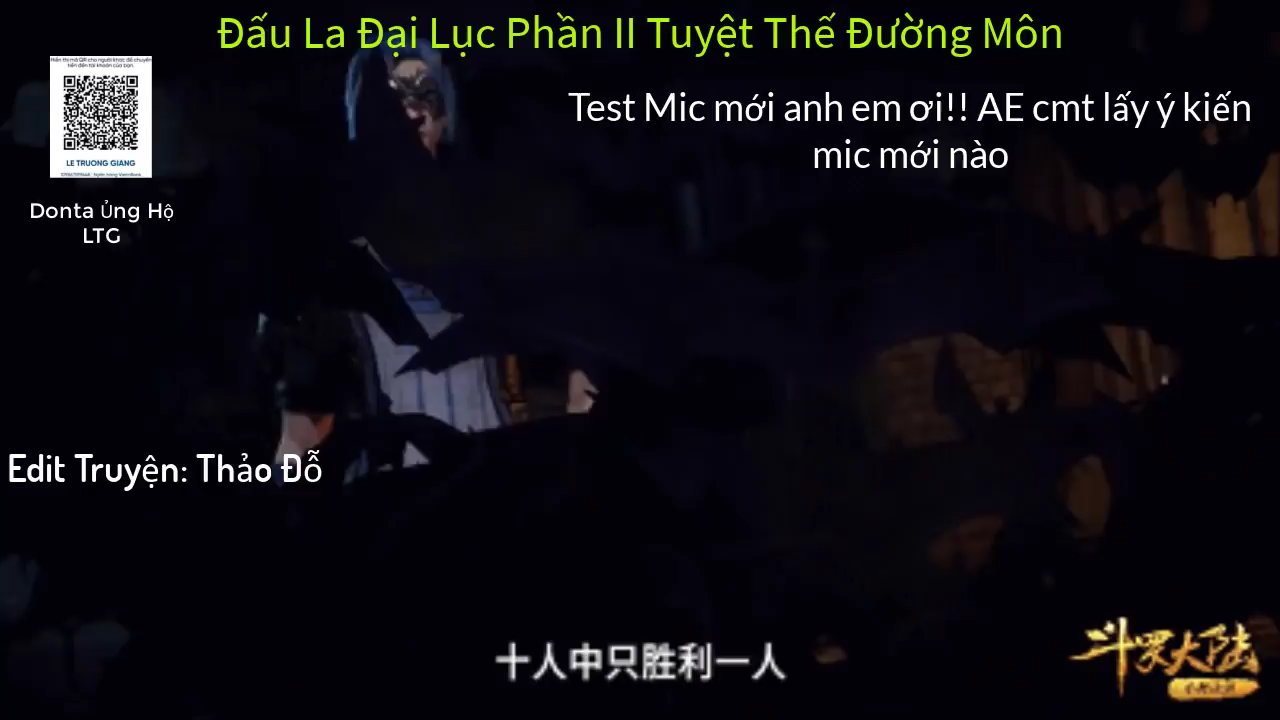 Đấu La Đại Lục Phần II Tuyệt Thế Đường Môn
Test Mic mới anh em ơi!! AE cmt lấy ý kiến
mic mới nào
LE TRUONG GIANG
Donta Ủng Hộ
LTG
Edit Truyện: Thảo Đỗ
十人中只胜利一人
斗罗大陆